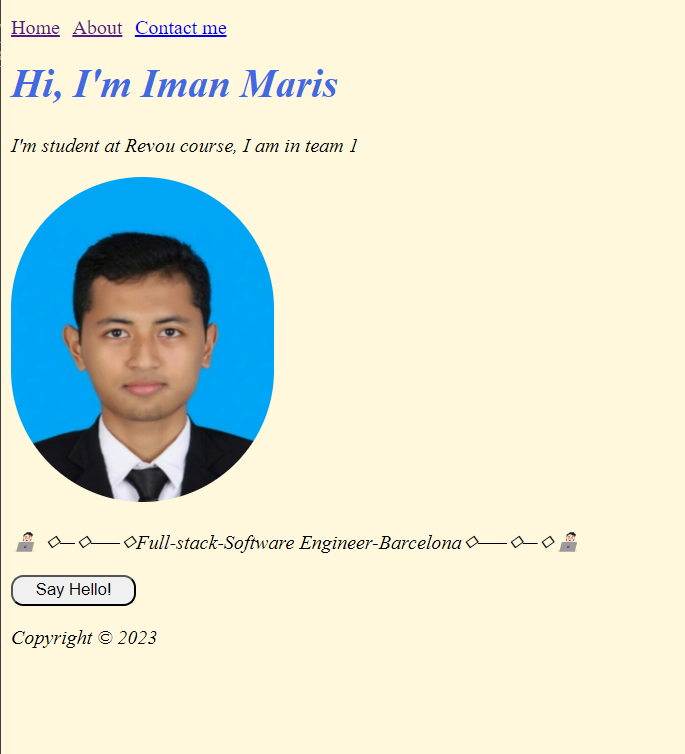 Home About Contact me
Hi, I'm Iman Maris
I'm student at Revou course, I am in team 1
👨🏻‍💻 ◇─◇──◇Full-stack-Software Engineer-Barcelona◇──◇─◇ 👨🏻‍💻
Say Hello!
Copyright © 2023